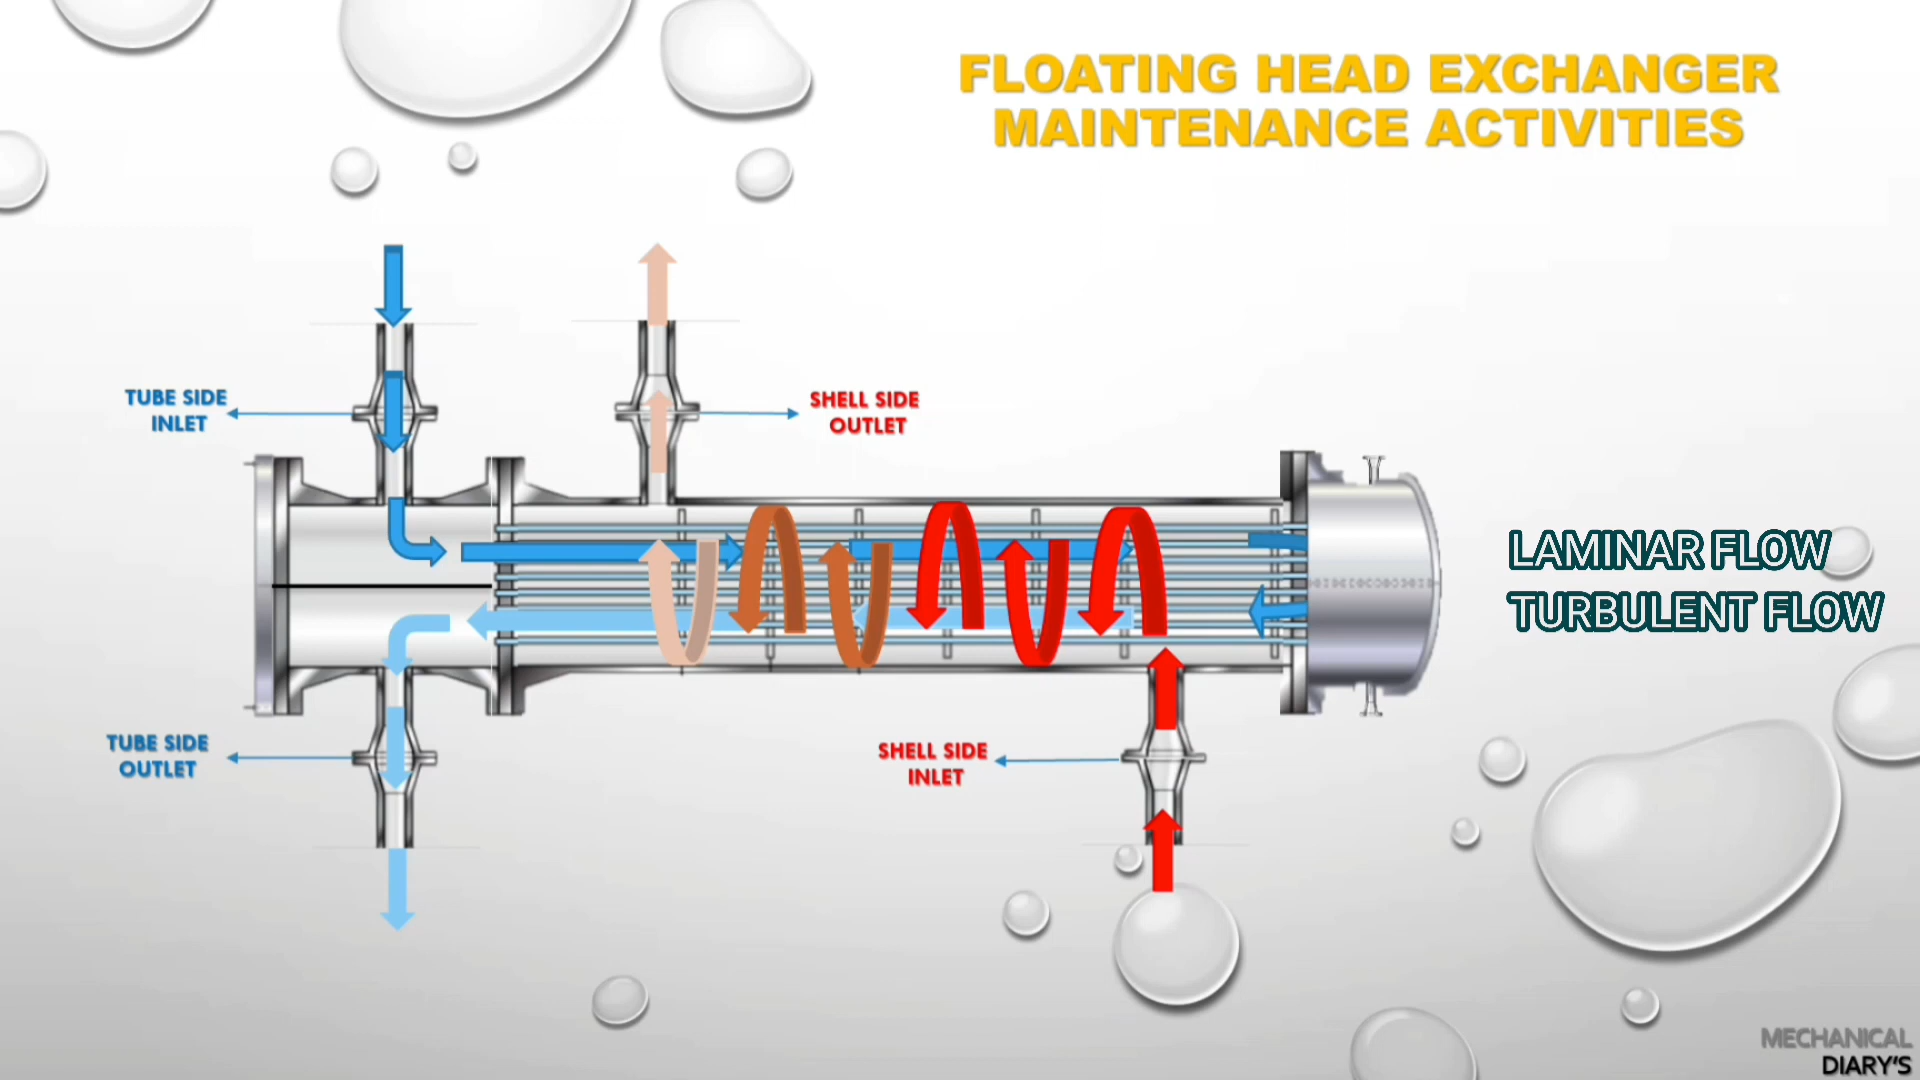 FLOATING HEAD EXCHANGER
MAINTENANCE ACTIVITIES
TUBE SIDE
INLET
SHELL SIDE
OUTLET
LAMINAR FLOW
TURBULENT FLOW
TUBE SIDE
OUTLET
SHELL SIDE
INLET
MECHANICAL
DIARY'S